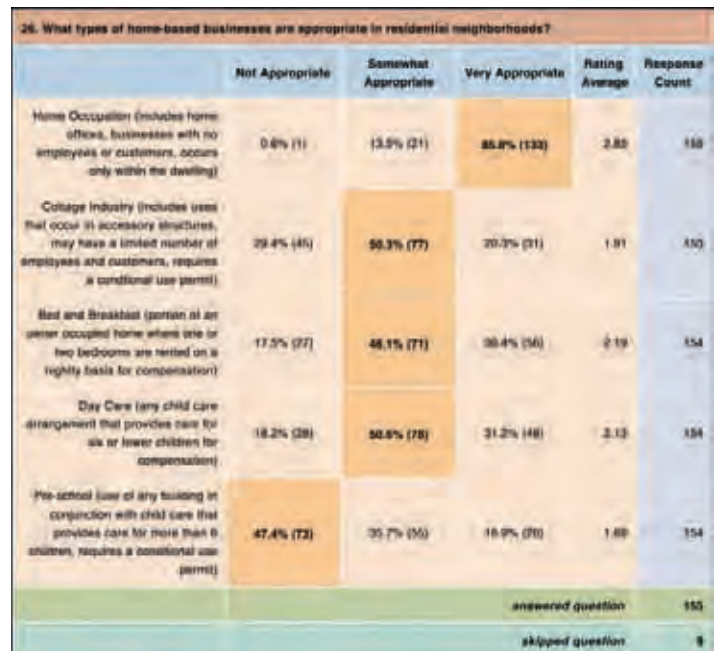 26. What types of home-based businesses are appropriate in residential neighborhoods?
Not Appropriate Somewhat Appropriate Very Appropriate Rating Average Response Count
Home Occupation (includes home
offices, businesses with no
employees or customers, occurs
only within the dwelling)
0.6% (1) 13.5% (21) 85.8% (133) 2.85
Cottage Industry (includes uses
that occur in accessory structures,
may have a limited number of
employees and customers, requires
a conditional use permit)
29.4% (45) 50.3% (77) 20.3% (31) 1.91 153
Bed and Breakfast (portion of an
owner occupied home where one or
two bedrooms are rented on a
nightly basis for compensation)
17.5% (27) 46.1% (71) 36.4% (56) 2.19 154
Day Care (any child care
arrangement that provides care for
six or fewer children for
compensation)
18.2% (28) 50.6% (78) 31.2% (48) 2.13 154
Pre-school (use of any building in
conjunction with child care that
provides care for more than 6
children, requires a conditional use
permit)
47.4% (73) 35.7% (55) 16.9% (26) 154
answered question 155
skipped question